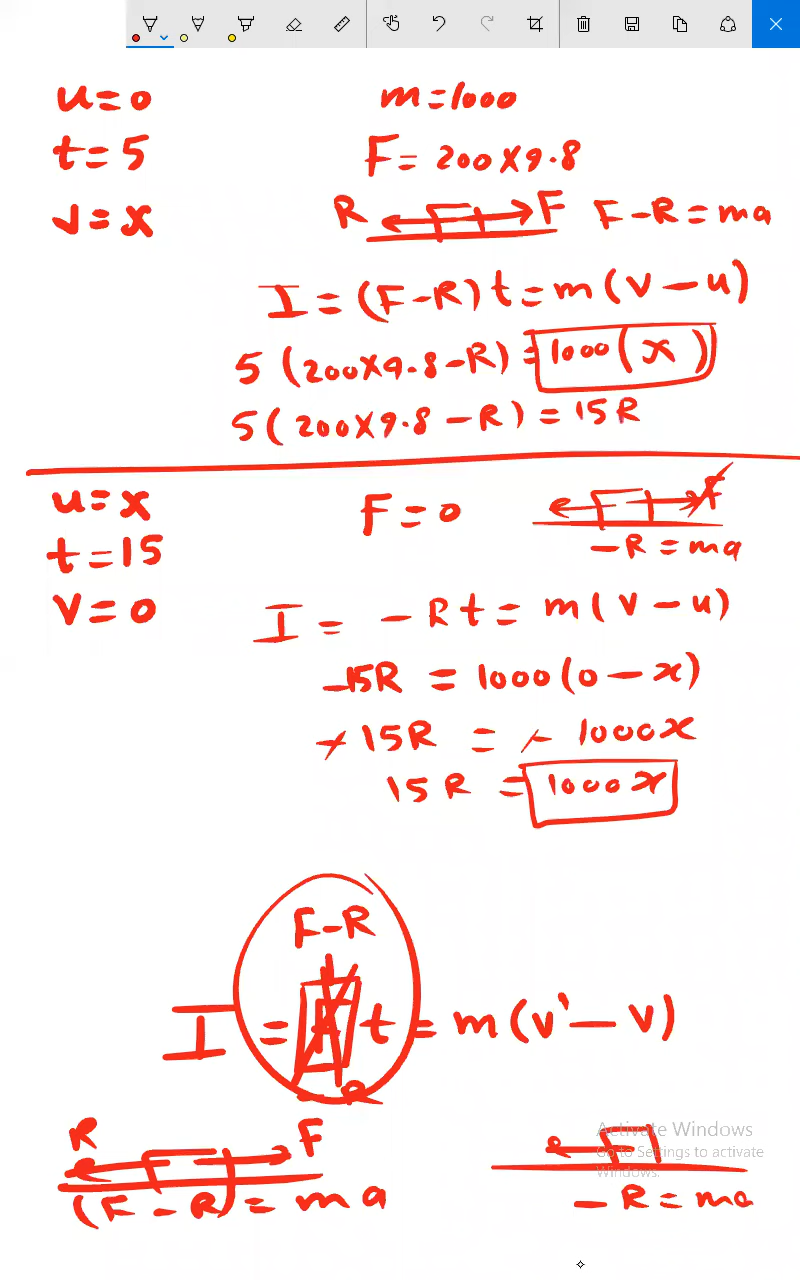 u=0 m=1000
t=5 F=200×9.8
v=x R F F-R=ma
I=(F-R)t=m(v-u)
5(200×9.8-R)=1000(x)
5(200×9.8-R)=15R
u=x F=0 F
t=15 -R=ma
v=0 I= -Rt=m(v-u)
-15R=1000(0-x)
-15R=-1000x
15R=1000x
F-R
I= t=m(v'-v)
-R
R F
Activate Windows
Go to Settings to activate
Windows.
(F-R)=ma -R=ma